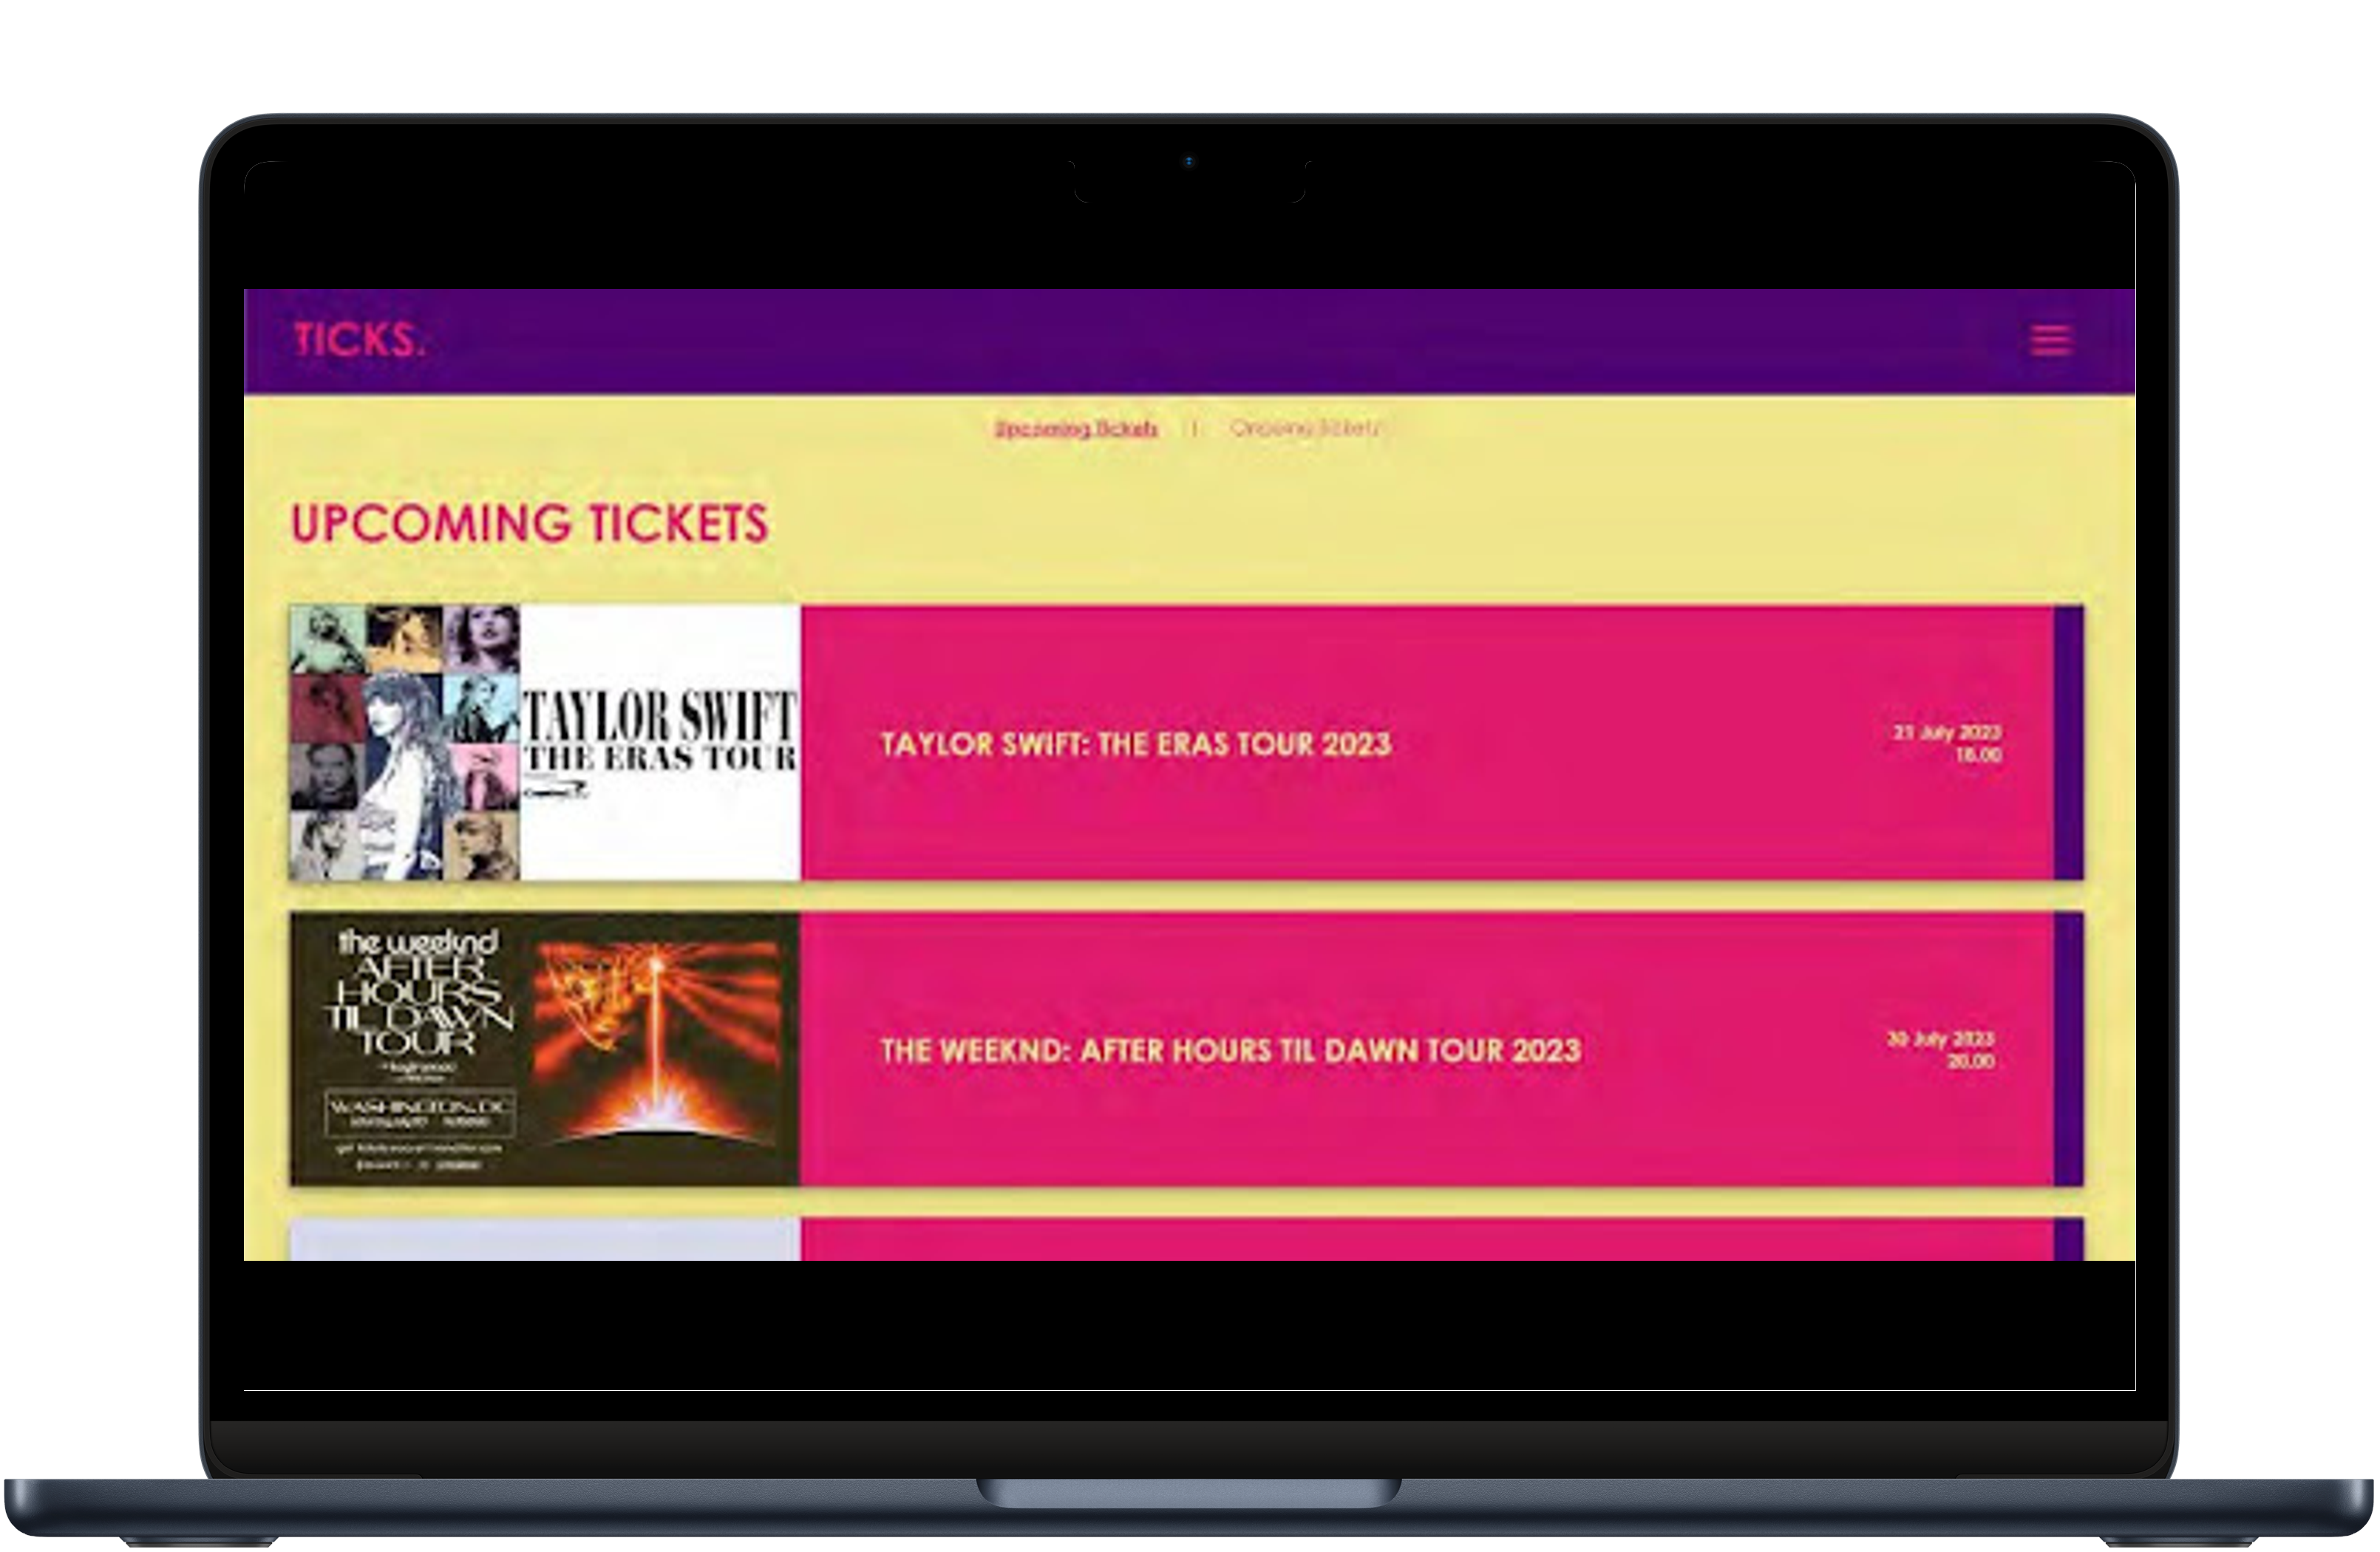 TICKS.
Upcoming Tickets | Ongoing Tickets
UPCOMING TICKETS
TAYLOR SWIFT
THE ERAS TOUR
TAYLOR SWIFT: THE ERAS TOUR 2023
21 July 2023
18.00
the weeknd
AFTER
HOURS
TIL DAWN
TOUR
WASHINGTON, DC
THE WEEKND: AFTER HOURS TIL DAWN TOUR 2023
30 July 2023
20.00